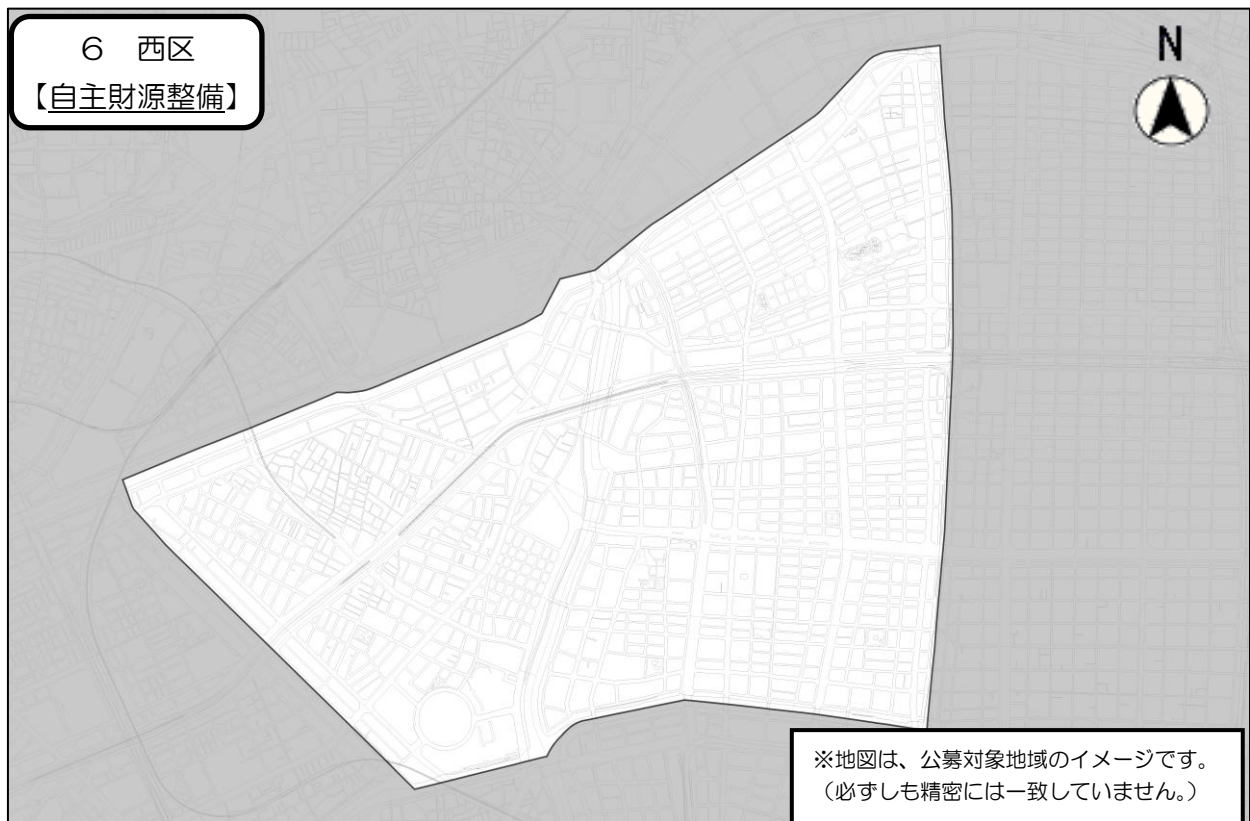 ６　西区
【自主財源整備】
N
※地図は、公募対象地域のイメージです。
（必ずしも精密には一致していません。）